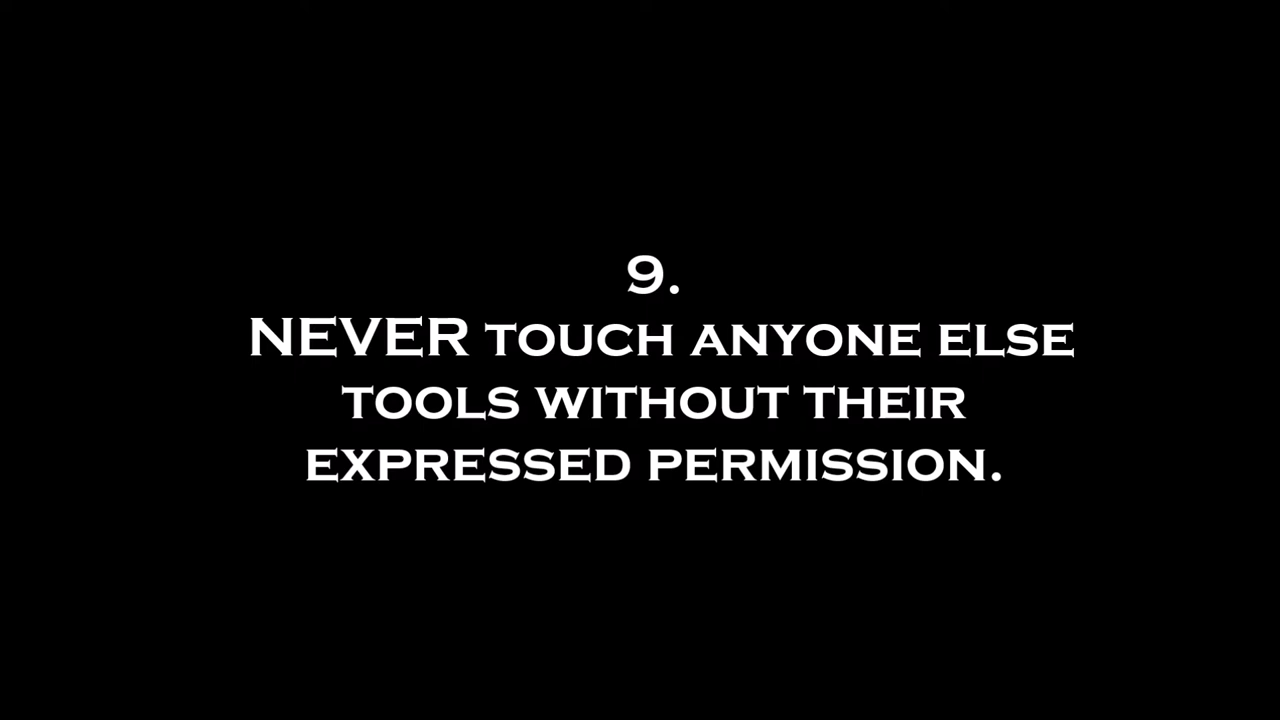 9.
NEVER TOUCH ANYONE ELSE
TOOLS WITHOUT THEIR
EXPRESSED PERMISSION.